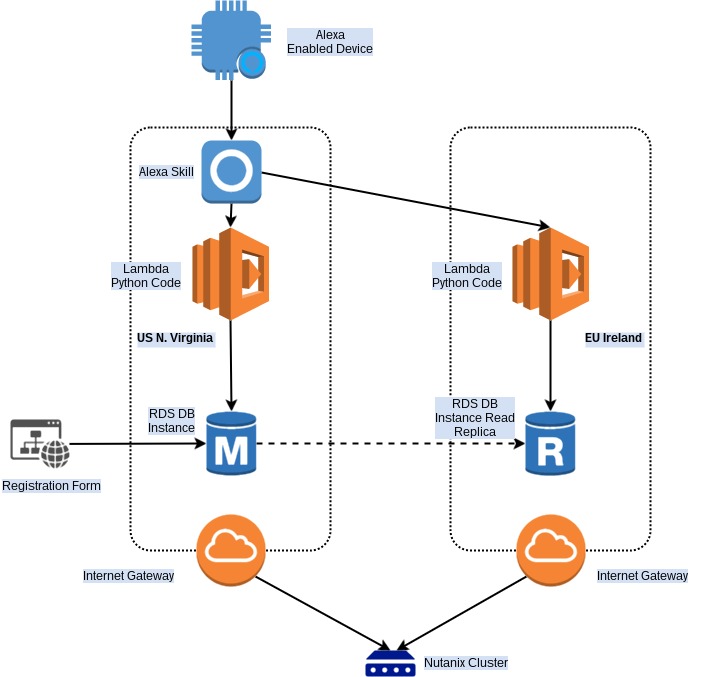 Alexa
Enabled Device
Alexa Skill
Lambda
Python Code
Lambda
Python Code
US N. Virginia
EU Ireland
RDS DB
Instance
M
RDS DB
Instance Read
Replica
R
Registration Form
Internet Gateway
Internet Gateway
Nutanix Cluster